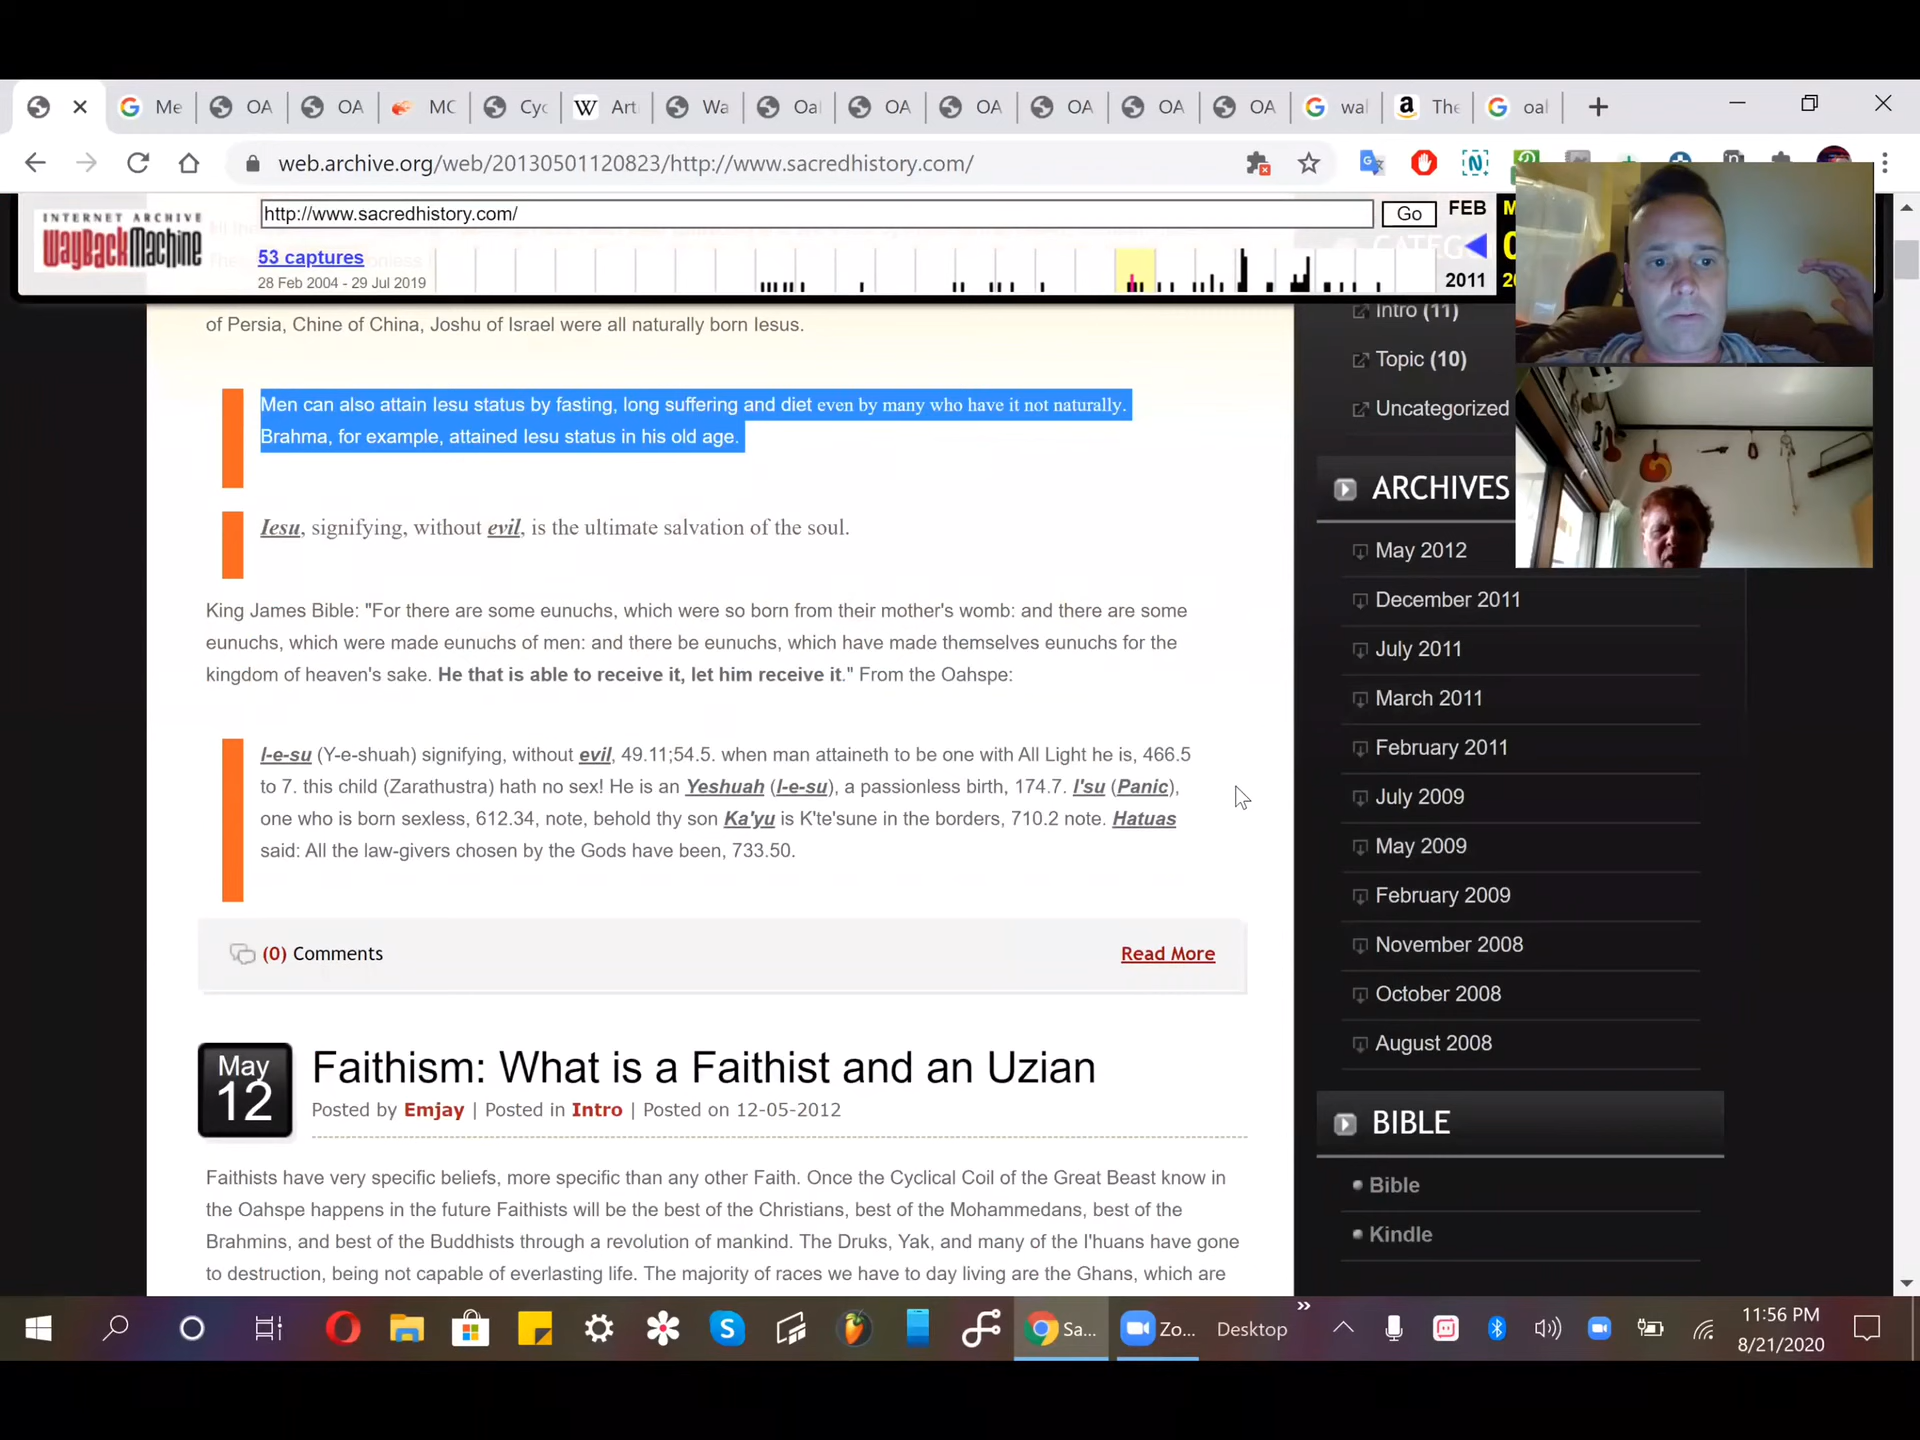 Me
OA
OA
MC
Cyc
Art
Wa
Oal
OA
OA
OA
OA
OA
wal
The
oal
web.archive.org/web/20130501120823/http://www.sacredhistory.com/
INTERNET ARCHIVE
WayBackMachine
http://www.sacredhistory.com/
Go
FEB
53 captures
28 Feb 2004 - 29 Jul 2019
2011
of Persia, Chine of China, Joshu of Israel were all naturally born Iesus.
Men can also attain Iesu status by fasting, long suffering and diet even by many who have it not naturally.
Brahma, for example, attained Iesu status in his old age.
Iesu, signifying, without evil, is the ultimate salvation of the soul.
King James Bible: "For there are some eunuchs, which were so born from their mother's womb: and there are some
eunuchs, which were made eunuchs of men: and there be eunuchs, which have made themselves eunuchs for the
kingdom of heaven's sake. He that is able to receive it, let him receive it." From the Oahspe:
I-e-su (Y-e-shuah) signifying, without evil, 49.11;54.5. when man attaineth to be one with All Light he is, 466.5
to 7. this child (Zarathustra) hath no sex! He is an Yeshuah (I-e-su), a passionless birth, 174.7. I'su (Panic),
one who is born sexless, 612.34, note, behold thy son Ka'yu is K'te'sune in the borders, 710.2 note. Hatuas
said: All the law-givers chosen by the Gods have been, 733.50.
(0) Comments
Read More
May
12
Faithism: What is a Faithist and an Uzian
Posted by Emjay | Posted in Intro | Posted on 12-05-2012
Faithists have very specific beliefs, more specific than any other Faith. Once the Cyclical Coil of the Great Beast know in
the Oahspe happens in the future Faithists will be the best of the Christians, best of the Mohammedans, best of the
Brahmins, and best of the Buddhists through a revolution of mankind. The Druks, Yak, and many of the I'huans have gone
to destruction, being not capable of everlasting life. The majority of races we have to day living are the Ghans, which are
Intro (11)
Topic (10)
Uncategorized
ARCHIVES
May 2012
December 2011
July 2011
March 2011
February 2011
July 2009
May 2009
February 2009
November 2008
October 2008
August 2008
BIBLE
Bible
Kindle
Sa...
Zo...
Desktop
11:56 PM
8/21/2020